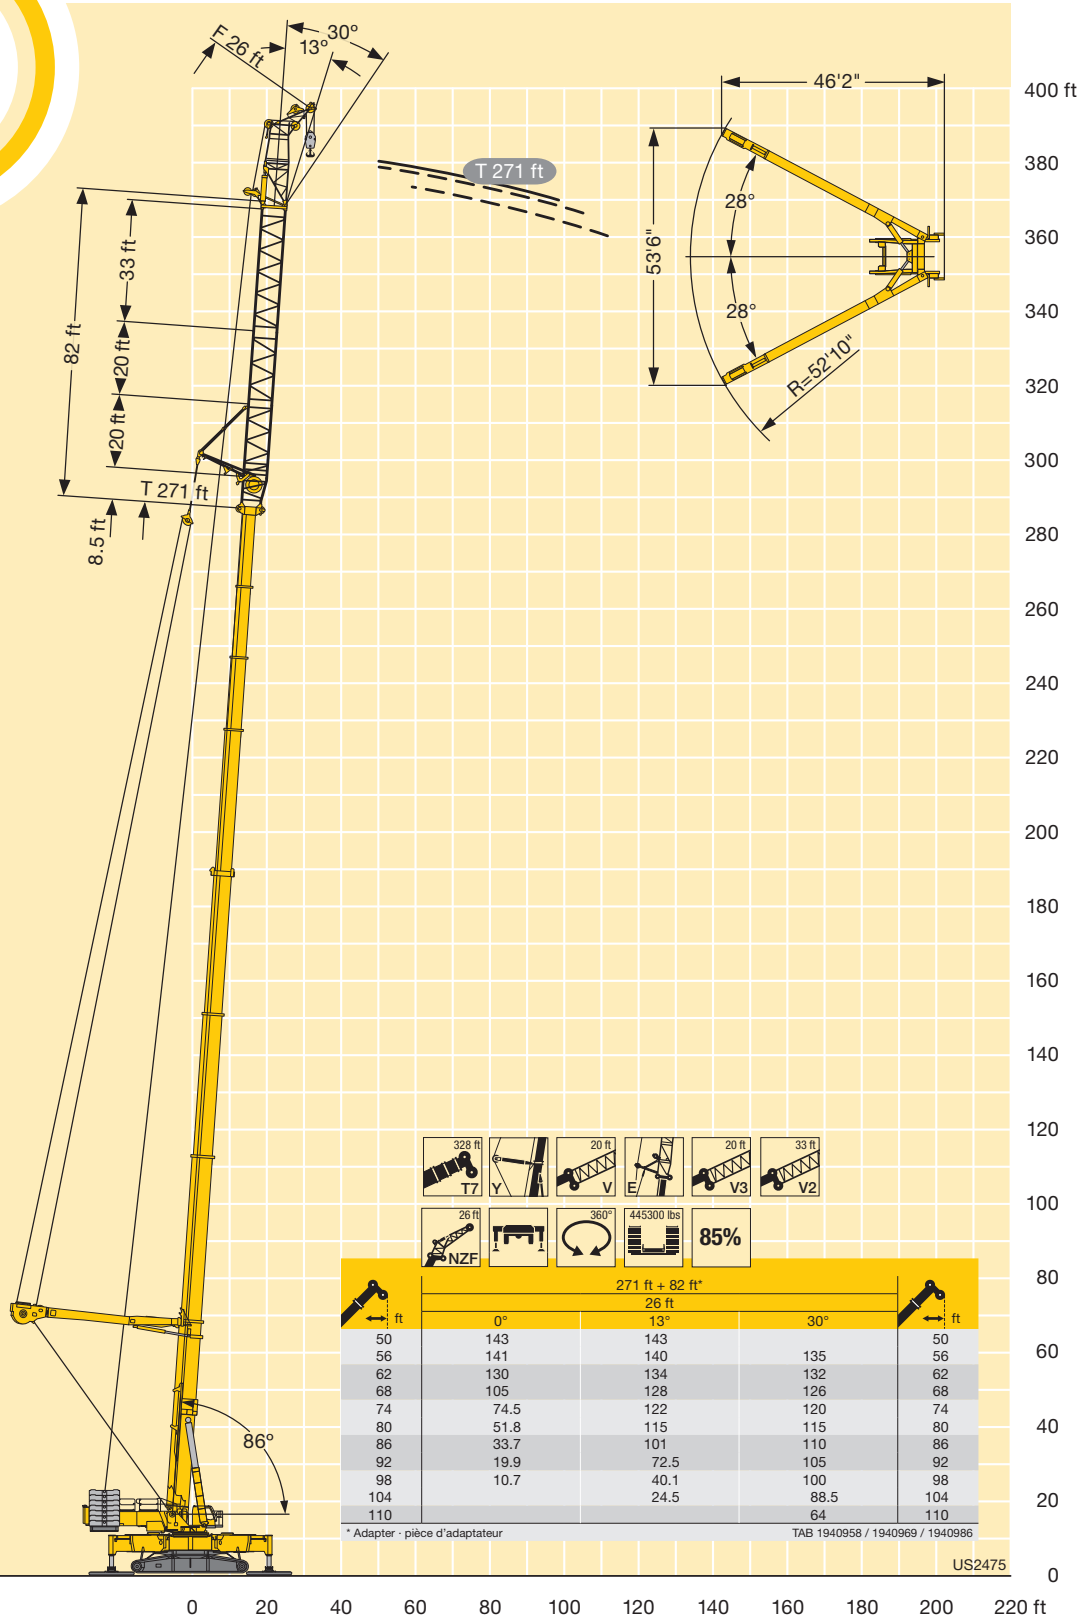 F 26 ft
30°
13°
46'2"
400 ft
T 271 ft
380
28°
360
53'6"
33 ft
28°
340
82 ft
20 ft
R=52'10"
320
20 ft
300
T 271 ft
8.5 ft
280
260
240
220
200
180
160
140
120
328 ft T7
Y
20 ft V
E
20 ft V3
33 ft V2
100
26 ft NZF
360°
445300 lbs
85%
80
271 ft + 82 ft*
26 ft
ft 0° 13° 30° ft
50 143 143 50
56 141 140 135 56
60
62 130 134 132 62
68 105 128 126 68
74 74.5 122 120 74
80 51.8 115 115 80
40
86 33.7 101 110 86
86°
92 19.9 72.5 105 92
98 10.7 40.1 100 98
104 24.5 88.5 104
20
110 64 110
* Adapter · pièce d'adaptateur TAB 1940958 / 1940969 / 1940986
US2475
0
0 20 40 60 80 100 120 140 160 180 200 220 ft